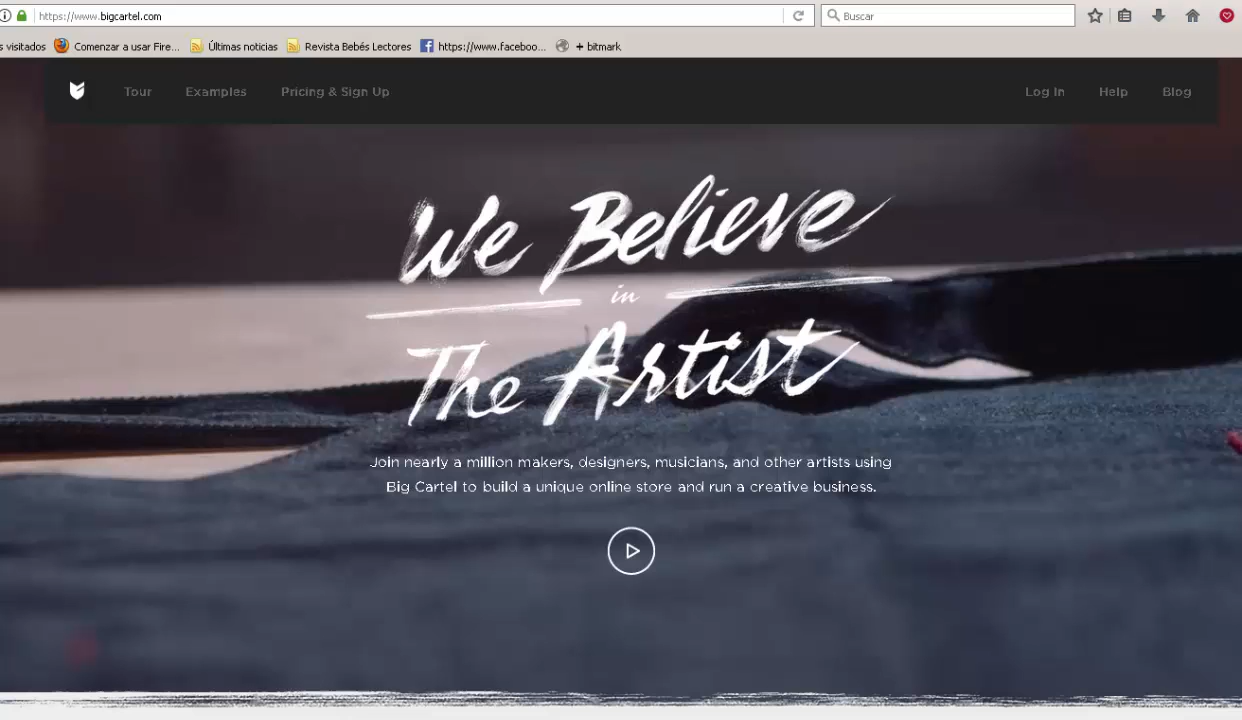 https://www.bigcartel.com
Buscar
s visitados
Comenzar a usar Fire...
Últimas noticias
Revista Bebés Lectores
https://www.faceboo...
+ bitmark
Tour
Examples
Pricing & Sign Up
Log In
Help
Blog
We Believe
in
The Artist
Join nearly a million makers, designers, musicians, and other artists using
Big Cartel to build a unique online store and run a creative business.